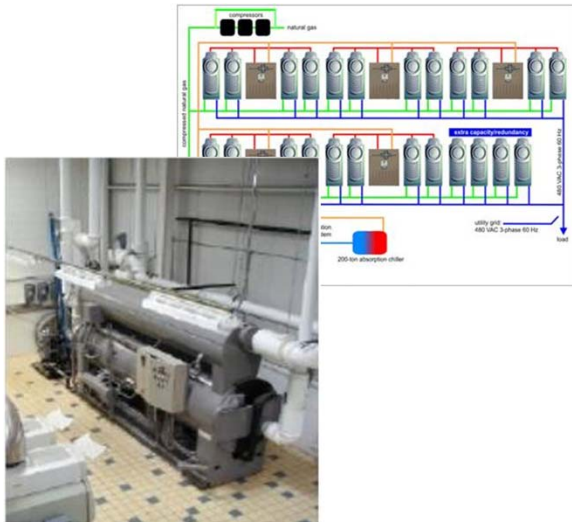 compressors
natural gas
compressed natural gas
extra capacity/redundancy
480 VAC 3-phase 60 Hz
utility grid
480 VAC 3-phase 60 Hz
load
200-ton absorption chiller